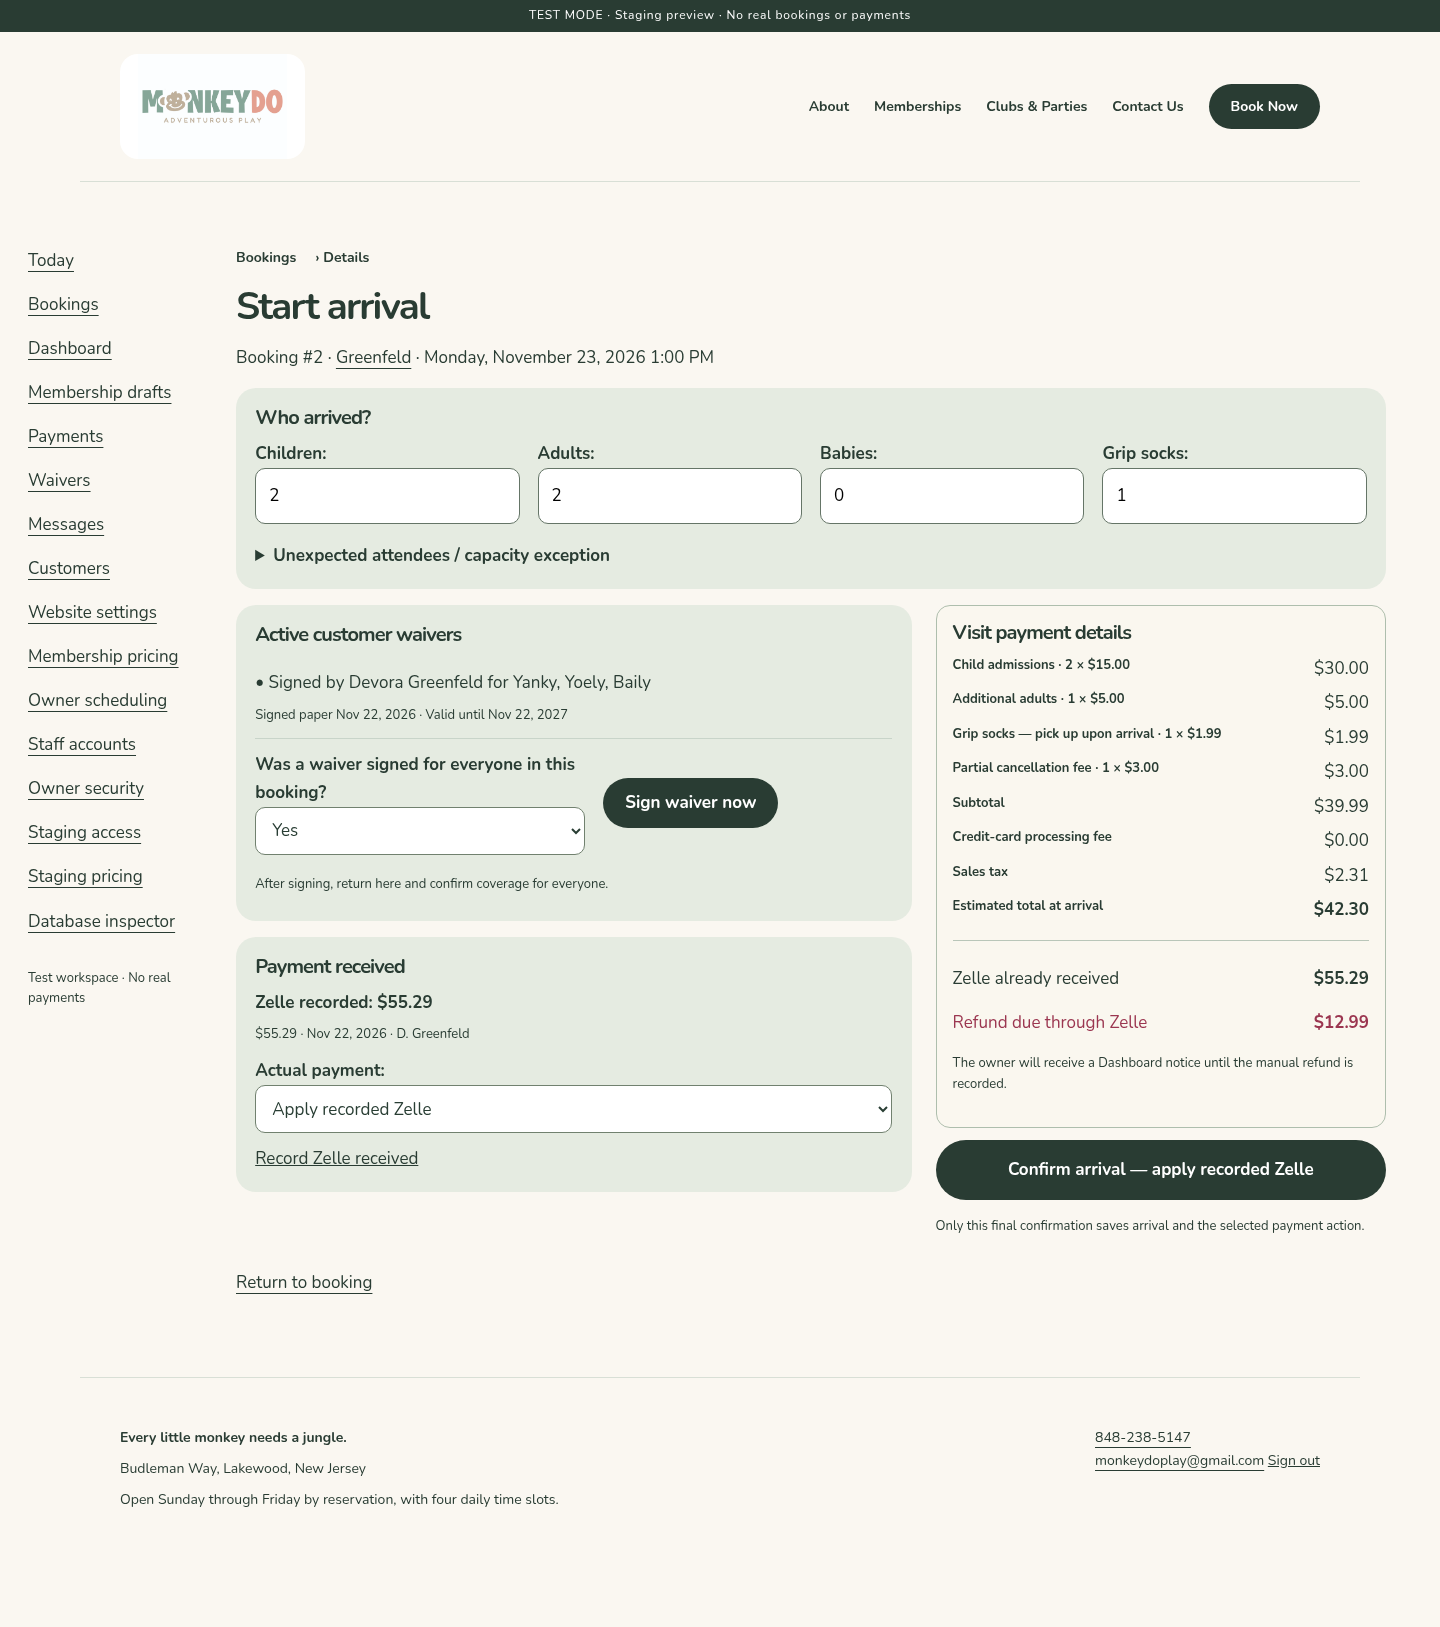 TEST MODE · Staging preview · No real bookings or payments
MONKEYDO
ADVENTUROUS PLAY
About Memberships Clubs & Parties Contact Us Book Now
Today
Bookings
Dashboard
Membership drafts
Payments
Waivers
Messages
Customers
Website settings
Membership pricing
Owner scheduling
Staff accounts
Owner security
Staging access
Staging pricing
Database inspector
Test workspace · No real
payments
Bookings › Details
Start arrival
Booking #2 · Greenfeld · Monday, November 23, 2026 1:00 PM
Who arrived?
Children: Adults: Babies: Grip socks:
2 2 0 1
▶ Unexpected attendees / capacity exception
Active customer waivers
• Signed by Devora Greenfeld for Yanky, Yoely, Baily
Signed paper Nov 22, 2026 · Valid until Nov 22, 2027
Was a waiver signed for everyone in this
booking?
Yes
Sign waiver now
After signing, return here and confirm coverage for everyone.
Payment received
Zelle recorded: $55.29
$55.29 · Nov 22, 2026 · D. Greenfeld
Actual payment:
Apply recorded Zelle
Record Zelle received
Visit payment details
Child admissions · 2 × $15.00 $30.00
Additional adults · 1 × $5.00 $5.00
Grip socks — pick up upon arrival · 1 × $1.99 $1.99
Partial cancellation fee · 1 × $3.00 $3.00
Subtotal $39.99
Credit-card processing fee $0.00
Sales tax $2.31
Estimated total at arrival $42.30
Zelle already received $55.29
Refund due through Zelle $12.99
The owner will receive a Dashboard notice until the manual refund is
recorded.
Confirm arrival — apply recorded Zelle
Only this final confirmation saves arrival and the selected payment action.
Return to booking
Every little monkey needs a jungle.
Budleman Way, Lakewood, New Jersey
Open Sunday through Friday by reservation, with four daily time slots.
848-238-5147
monkeydoplay@gmail.com Sign out